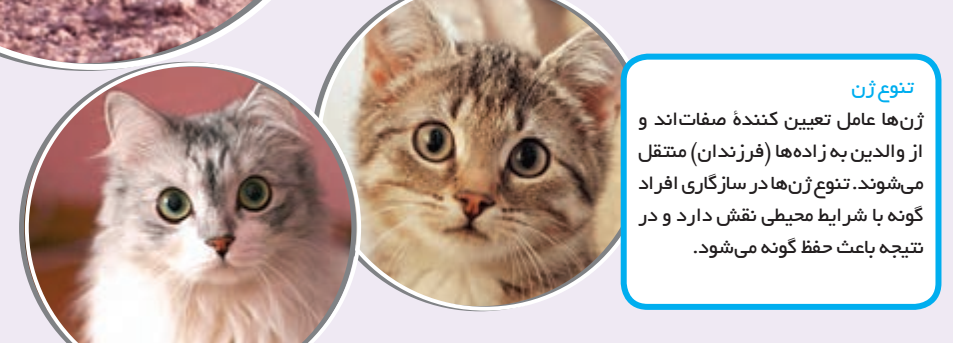 تنوع ژن
ژن‌ها عامل تعیین کنندهٔ صفات‌اند و
از والدین به زاده‌ها (فرزندان) منتقل
می‌شوند. تنوع ژن‌ها در سازگاری افراد
گونه با شرایط محیطی نقش دارد و در
نتیجه باعث حفظ گونه می‌شود.